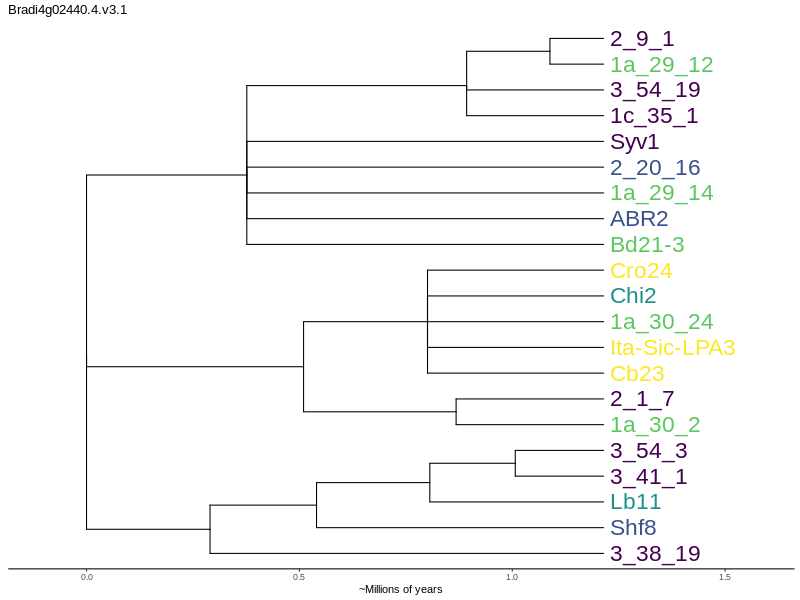 Bradi4g02440.4.v3.1
2_9_1
1a_29_12
3_54_19
1c_35_1
Syv1
2_20_16
1a_29_14
ABR2
Bd21-3
Cro24
Chi2
1a_30_24
Ita-Sic-LPA3
Cb23
2_1_7
1a_30_2
3_54_3
3_41_1
Lb11
Shf8
3_38_19
0.0 0.5 1.0 1.5
~Millions of years